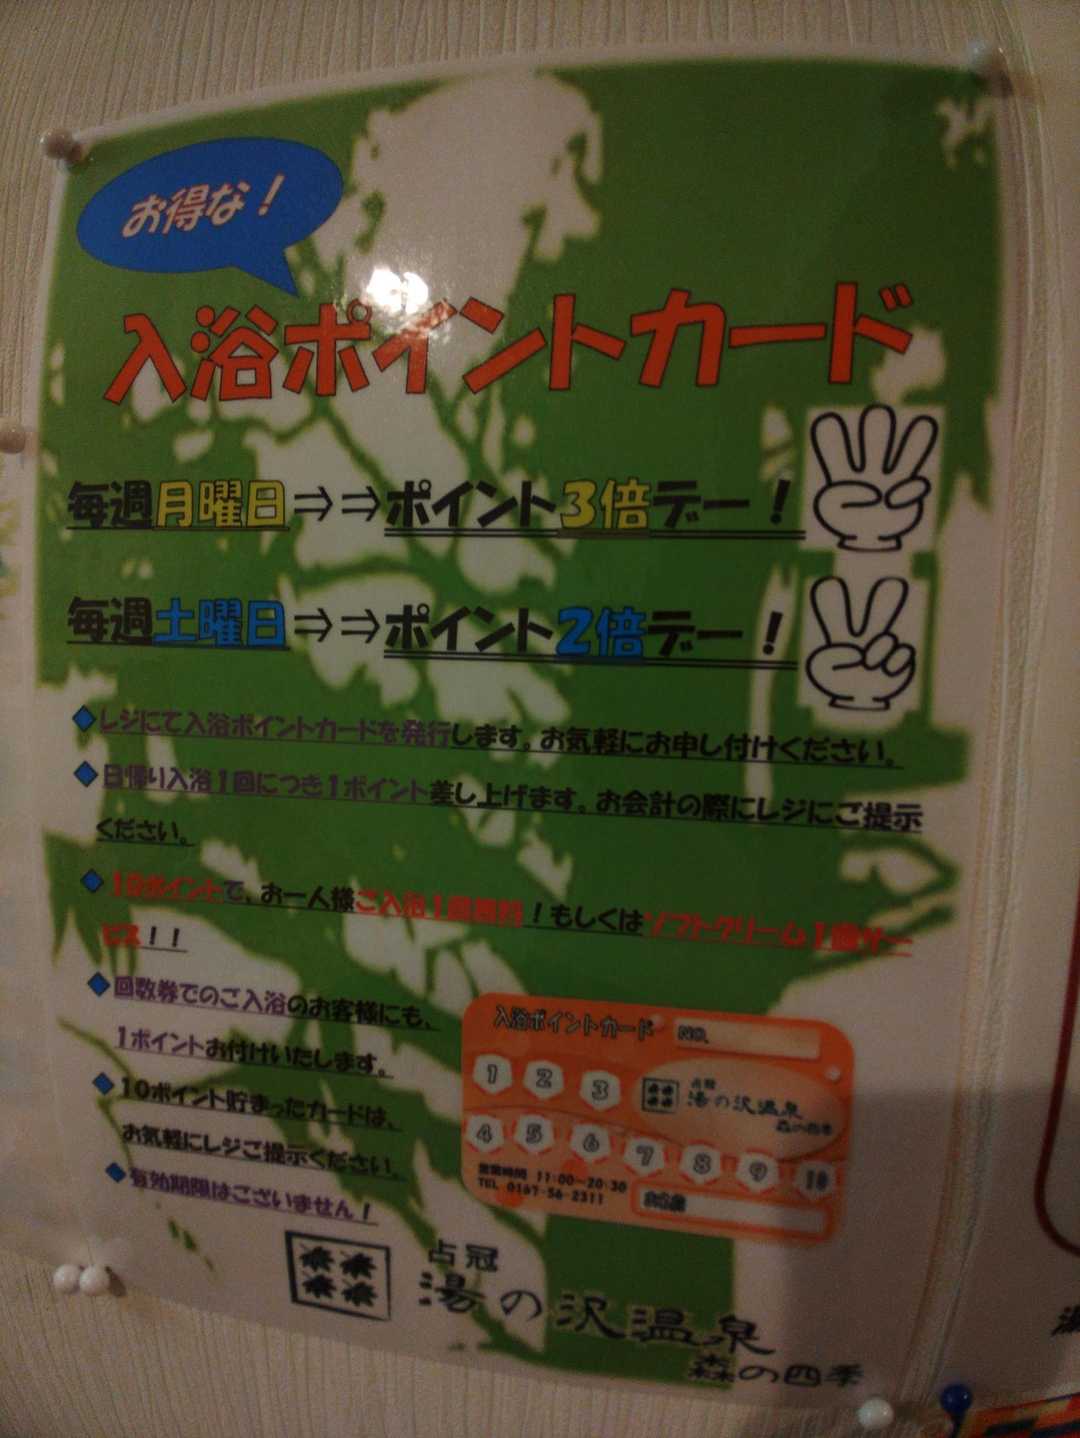 お得な！
入浴ポイントカード
毎週月曜日⇒⇒ポイント3倍デー！
毎週土曜日⇒⇒ポイント2倍デー！
◆レジにて入浴ポイントカードを発行します。お気軽にお申し付けください。
◆日帰り入浴1回につき1ポイント差し上げます。お会計の際にレジにご提示
ください。
◆10ポイントで、お一人様ご入浴1回無料！もしくはソフトクリーム1個サー
ビス！！
◆回数券でのご入浴のお客様にも、
1ポイントお付けいたします。
◆10ポイント貯まったカードは、
お気軽にレジご提示ください。
◆有効期限はございません！
入浴ポイントカード NO.
1 2 3
占冠
湯の沢温泉
森の四季
4 5 6 7 8 9 10
営業時間 11:00~20:30
TEL 0167-56-2311
占冠
湯の沢温泉
森の四季